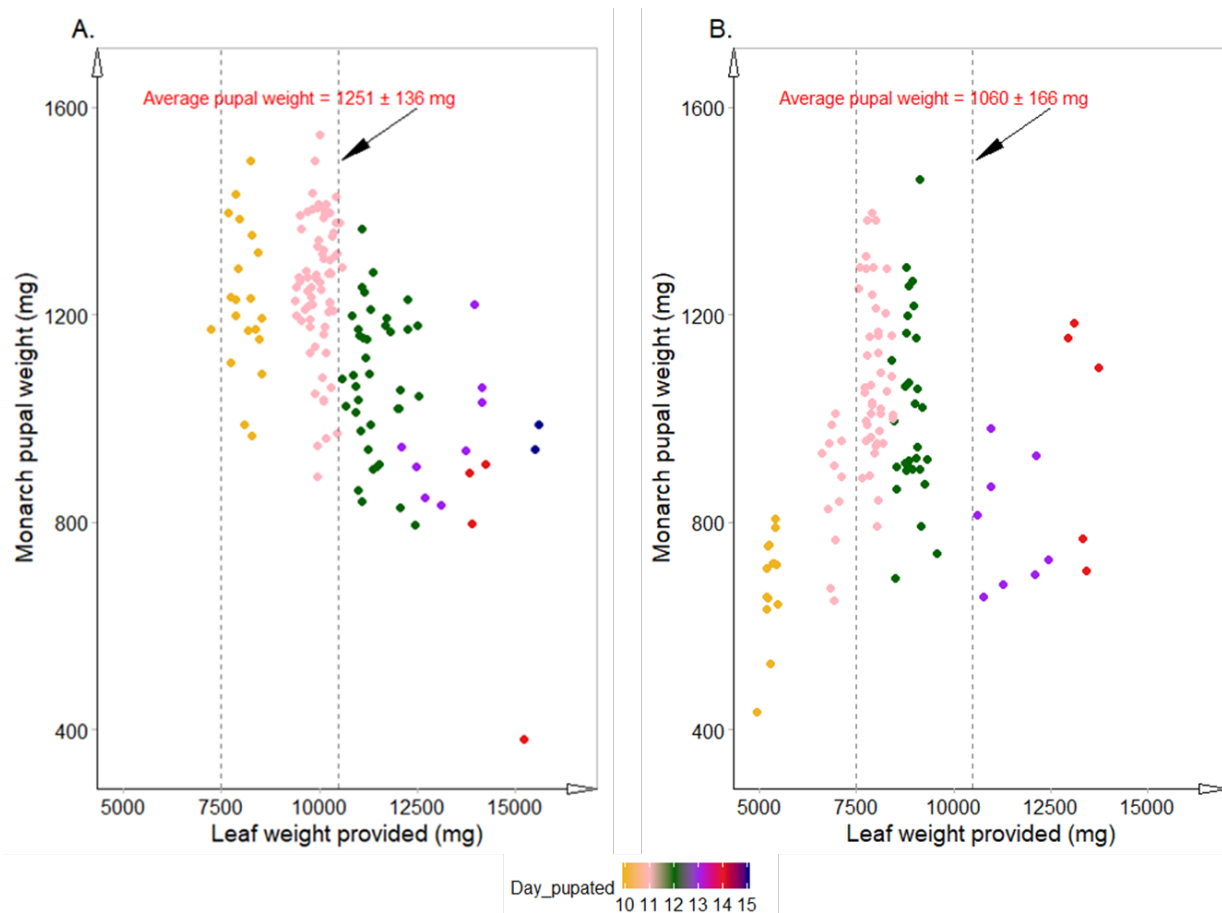 A.
Average pupal weight = 1251 ± 136 mg
Monarch pupal weight (mg)
1600
1200
800
400
5000 7500 10000 12500 15000
Leaf weight provided (mg)
B.
Average pupal weight = 1060 ± 166 mg
Monarch pupal weight (mg)
1600
1200
800
400
5000 7500 10000 12500 15000
Leaf weight provided (mg)
Day_pupated
10 11 12 13 14 15